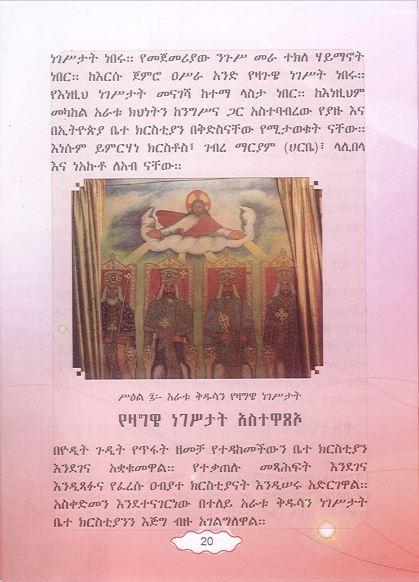 ነገሥታት ነበሩ። የመጀመሪያው ንጉሥ መራ ተክለ ሃይማኖት
ነበር። ከእርሱ ጀምሮ ዐሥራ አንድ የዛጉዌ ነገሥት ነበሩ።
የእነዚህ ነገሥታት መናገሻ ከተማ ላስታ ነበር። ከእነዚህም
መካከል አራቱ ክህነትን ከንግሥና ጋር አስተባብረው የያዙ እና
በኢትዮጵያ ቤተ ክርስቲያን በቅድስናቸው የሚታወቁት ናቸው።
እነሱም ይምርሃነ ክርስቶስ፣ ገብረ ማርያም (ሀርቤ)፣ ላሊበላ
እና ነአኩቶ ለአብ ናቸው።
ሥዕል ፮፡- አራቱ ቅዱሳን የዛግዌ ነገሥታት
የዛግዌ ነገሥታት አስተዋጽኦ
በዮዲት ጉዲት የጥፋት ዘመቻ የተዳከመችውን ቤተ ክርስቲያን
እንደገና አቋቁመዋል። የተቃጠሉ መጻሕፍት እንደገና
እንዲጻፉና የፈረሱ ዐብያተ ክርስቲያናት እንዲሠሩ አድርገዋል።
አስቀድመን እንደተናገርነው በተለይ አራቱ ቅዱሳን ነገሥታት
ቤተ ክርስቲያንን እጅግ ብዙ አገልግለዋል።
20